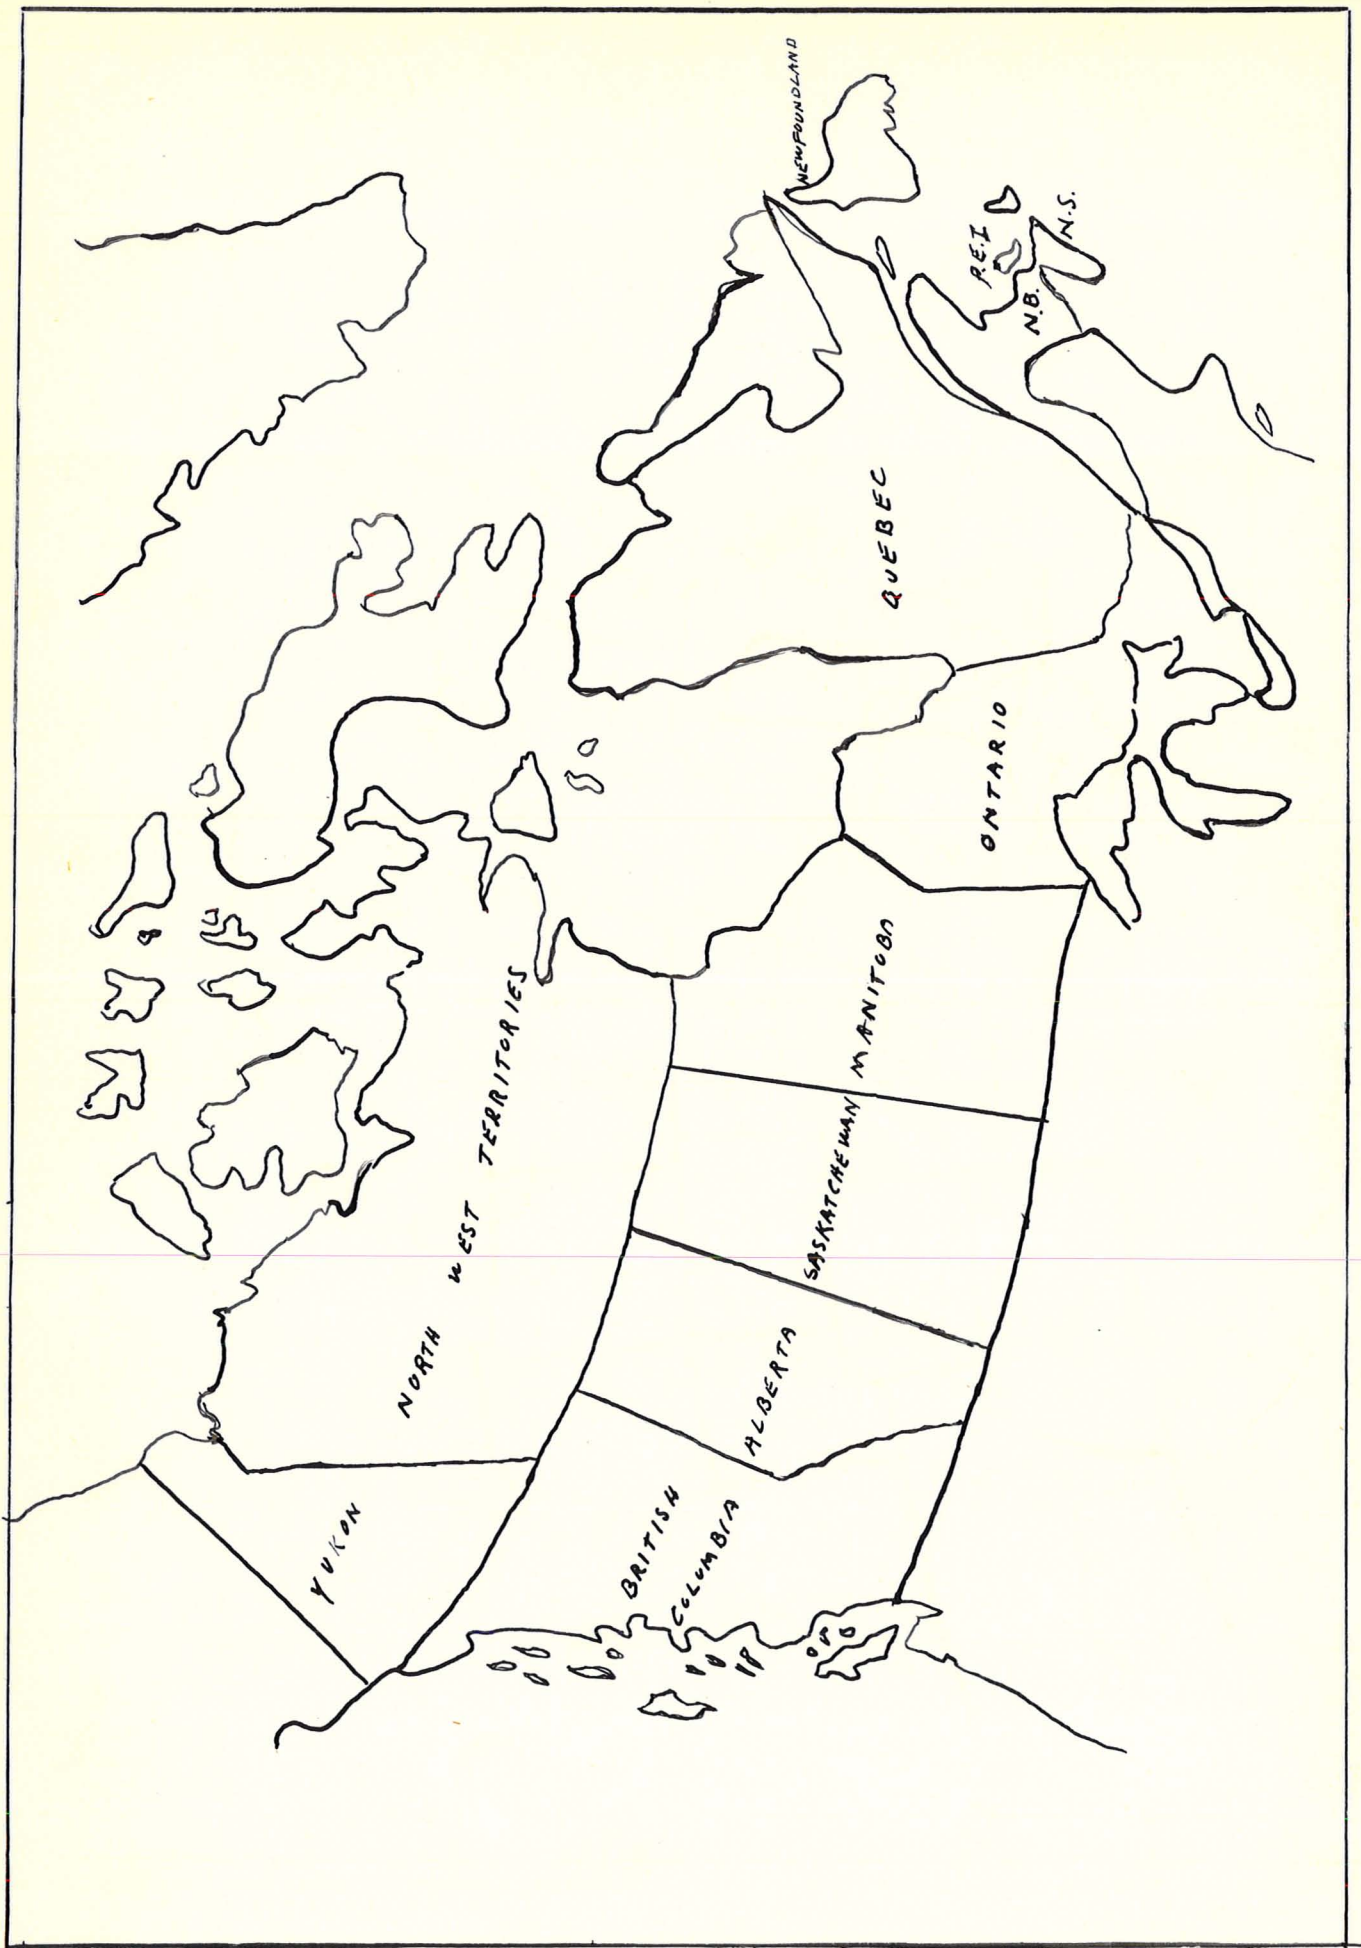 YUKON
NORTH WEST TERRITORIES
BRITISH
COLUMBIA
ALBERTA
SASKATCHEWAN
MANITOBA
ONTARIO
QUEBEC
NEWFOUNDLAND
P.E.I
N.B.
N.S.